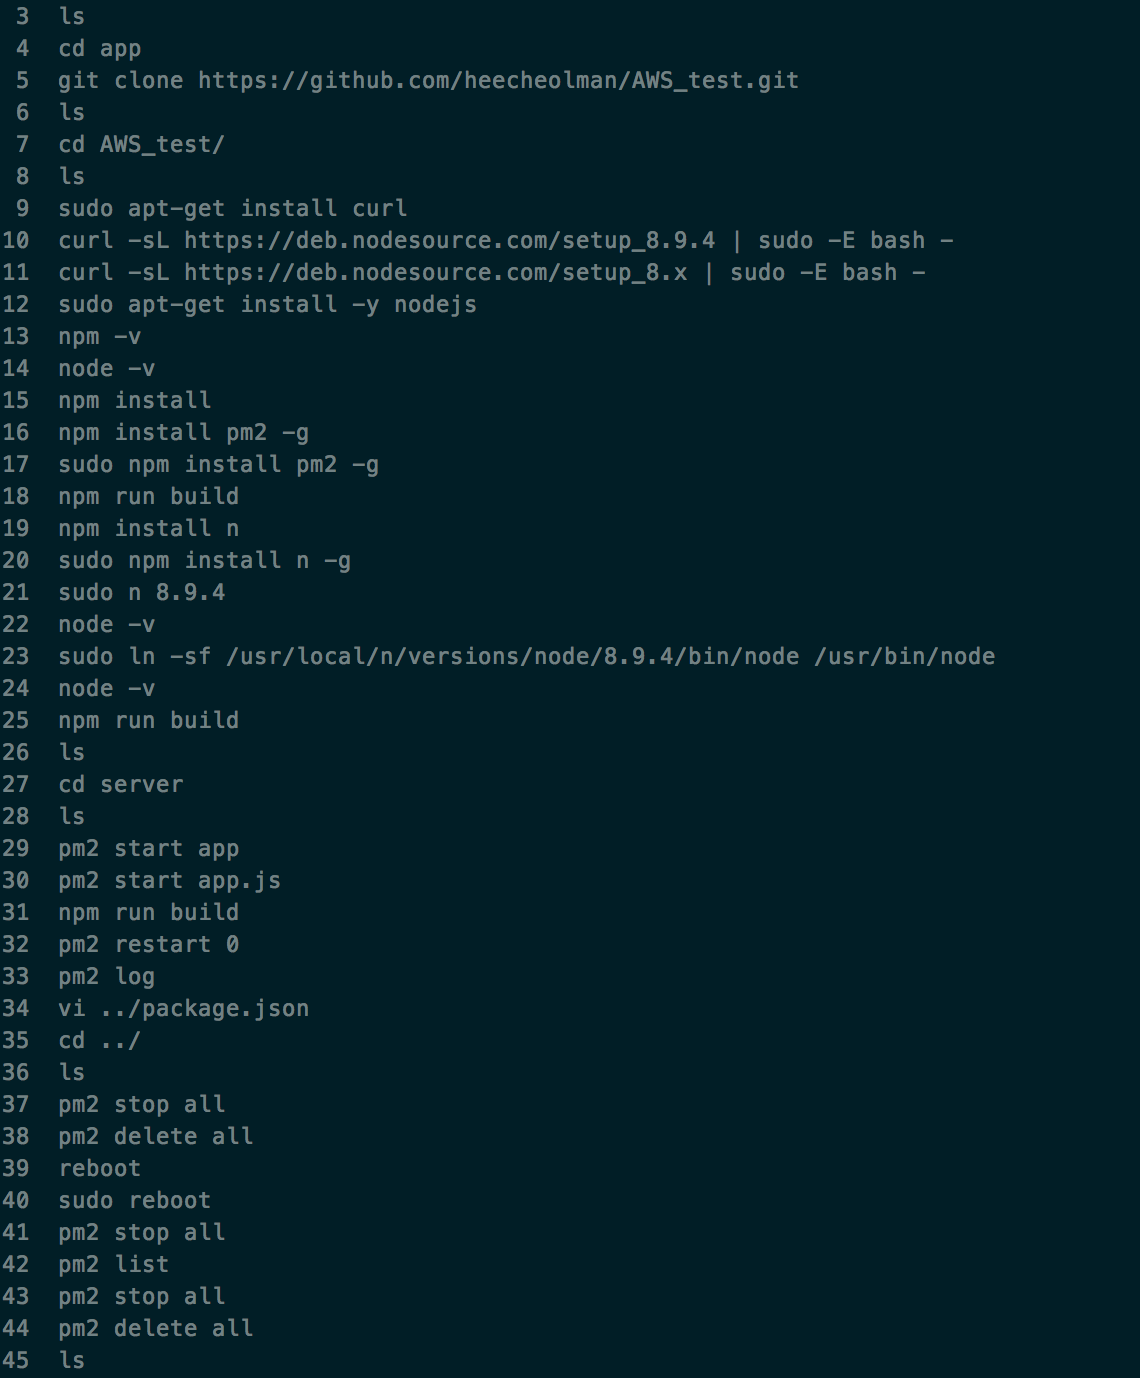 3 ls
4 cd app
5 git clone https://github.com/heecheolman/AWS_test.git
6 ls
7 cd AWS_test/
8 ls
9 sudo apt-get install curl
10 curl -sL https://deb.nodesource.com/setup_8.9.4 | sudo -E bash -
11 curl -sL https://deb.nodesource.com/setup_8.x | sudo -E bash -
12 sudo apt-get install -y nodejs
13 npm -v
14 node -v
15 npm install
16 npm install pm2 -g
17 sudo npm install pm2 -g
18 npm run build
19 npm install n
20 sudo npm install n -g
21 sudo n 8.9.4
22 node -v
23 sudo ln -sf /usr/local/n/versions/node/8.9.4/bin/node /usr/bin/node
24 node -v
25 npm run build
26 ls
27 cd server
28 ls
29 pm2 start app
30 pm2 start app.js
31 npm run build
32 pm2 restart 0
33 pm2 log
34 vi ../package.json
35 cd ../
36 ls
37 pm2 stop all
38 pm2 delete all
39 reboot
40 sudo reboot
41 pm2 stop all
42 pm2 list
43 pm2 stop all
44 pm2 delete all
45 ls